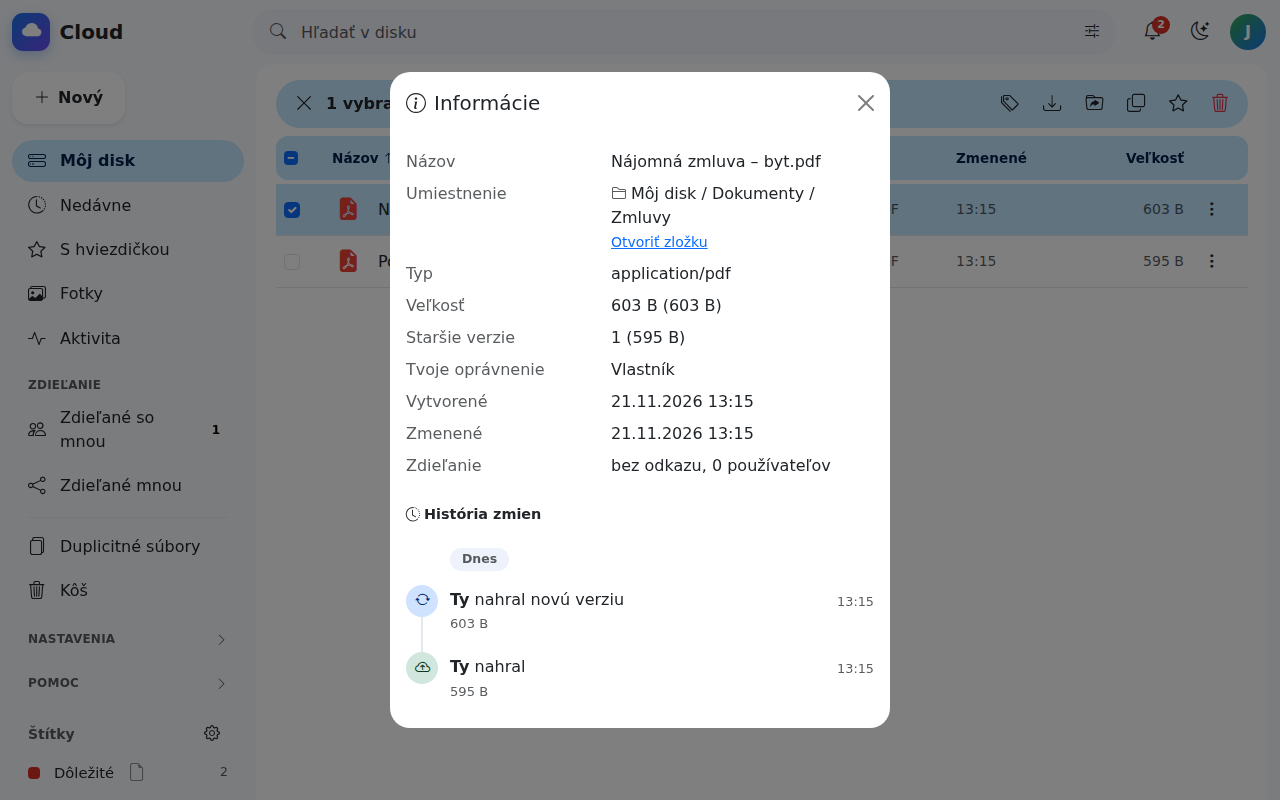 Cloud
Hľadať v disku
2
J
Nový
1 vybra
Môj disk
Nedávne
S hviezdičkou
Fotky
Aktivita
ZDIEĽANIE
Zdieľané so
mnou
1
Zdieľané mnou
Duplicitné súbory
Kôš
NASTAVENIA
POMOC
Štítky
Dôležité
2
Názov ↑
Zmenené
Veľkosť
N
F
13:15
603 B
Po
F
13:15
595 B
Informácie
Názov
Nájomná zmluva – byt.pdf
Umiestnenie
Môj disk / Dokumenty /
Zmluvy
Otvoriť zložku
Typ
application/pdf
Veľkosť
603 B (603 B)
Staršie verzie
1 (595 B)
Tvoje oprávnenie
Vlastník
Vytvorené
21.11.2026 13:15
Zmenené
21.11.2026 13:15
Zdieľanie
bez odkazu, 0 používateľov
História zmien
Dnes
Ty nahral novú verziu
13:15
603 B
Ty nahral
13:15
595 B